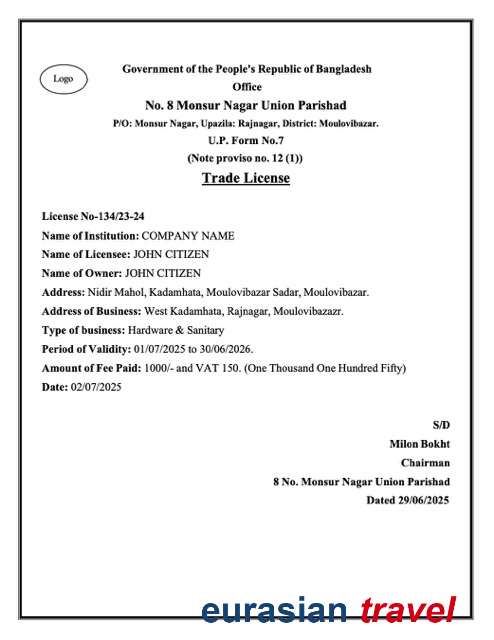 Logo
Government of the People's Republic of Bangladesh
Office
No. 8 Monsur Nagar Union Parishad
P/O: Monsur Nagar, Upazila: Rajnagar, District: Moulovibazar.
U.P. Form No.7
(Note proviso no. 12 (1))
Trade License
License No-134/23-24
Name of Institution: COMPANY NAME
Name of Licensee: JOHN CITIZEN
Name of Owner: JOHN CITIZEN
Address: Nidir Mahol, Kadamhata, Moulovibazar Sadar, Moulovibazar.
Address of Business: West Kadamhata, Rajnagar, Moulovibazazr.
Type of business: Hardware & Sanitary
Period of Validity: 01/07/2025 to 30/06/2026.
Amount of Fee Paid: 1000/- and VAT 150. (One Thousand One Hundred Fifty)
Date: 02/07/2025
S/D
Milon Bokht
Chairman
8 No. Monsur Nagar Union Parishad
Dated 29/06/2025
eurasian travel